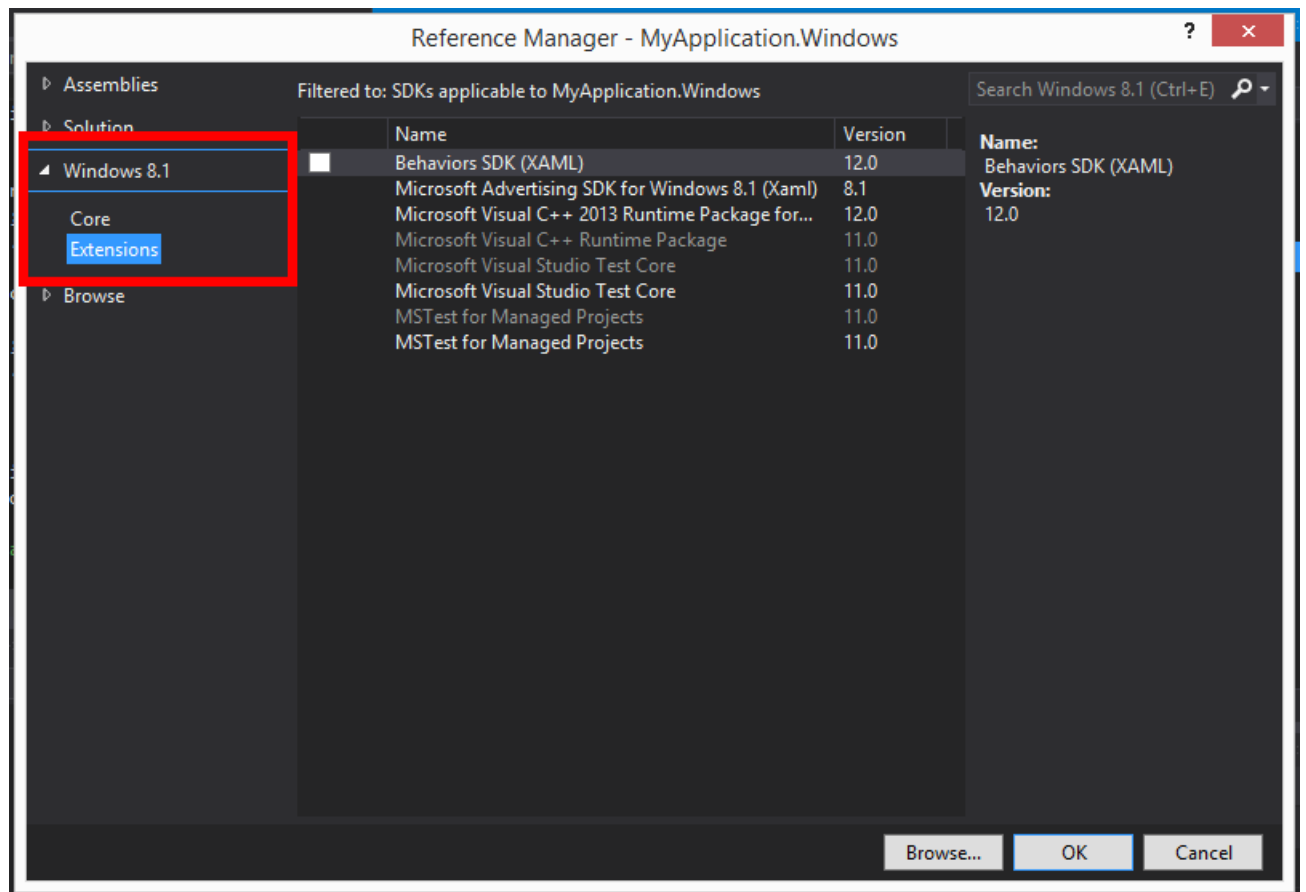 Reference Manager - MyApplication.Windows
?
Assemblies
Filtered to: SDKs applicable to MyApplication.Windows
Search Windows 8.1 (Ctrl+E)
Solution
Windows 8.1
Core
Extensions
Browse
Name Version
Behaviors SDK (XAML) 12.0
Microsoft Advertising SDK for Windows 8.1 (Xaml) 8.1
Microsoft Visual C++ 2013 Runtime Package for... 12.0
Microsoft Visual C++ Runtime Package 11.0
Microsoft Visual Studio Test Core 11.0
Microsoft Visual Studio Test Core 11.0
MSTest for Managed Projects 11.0
MSTest for Managed Projects 11.0
Name:
Behaviors SDK (XAML)
Version:
12.0
Browse... OK Cancel